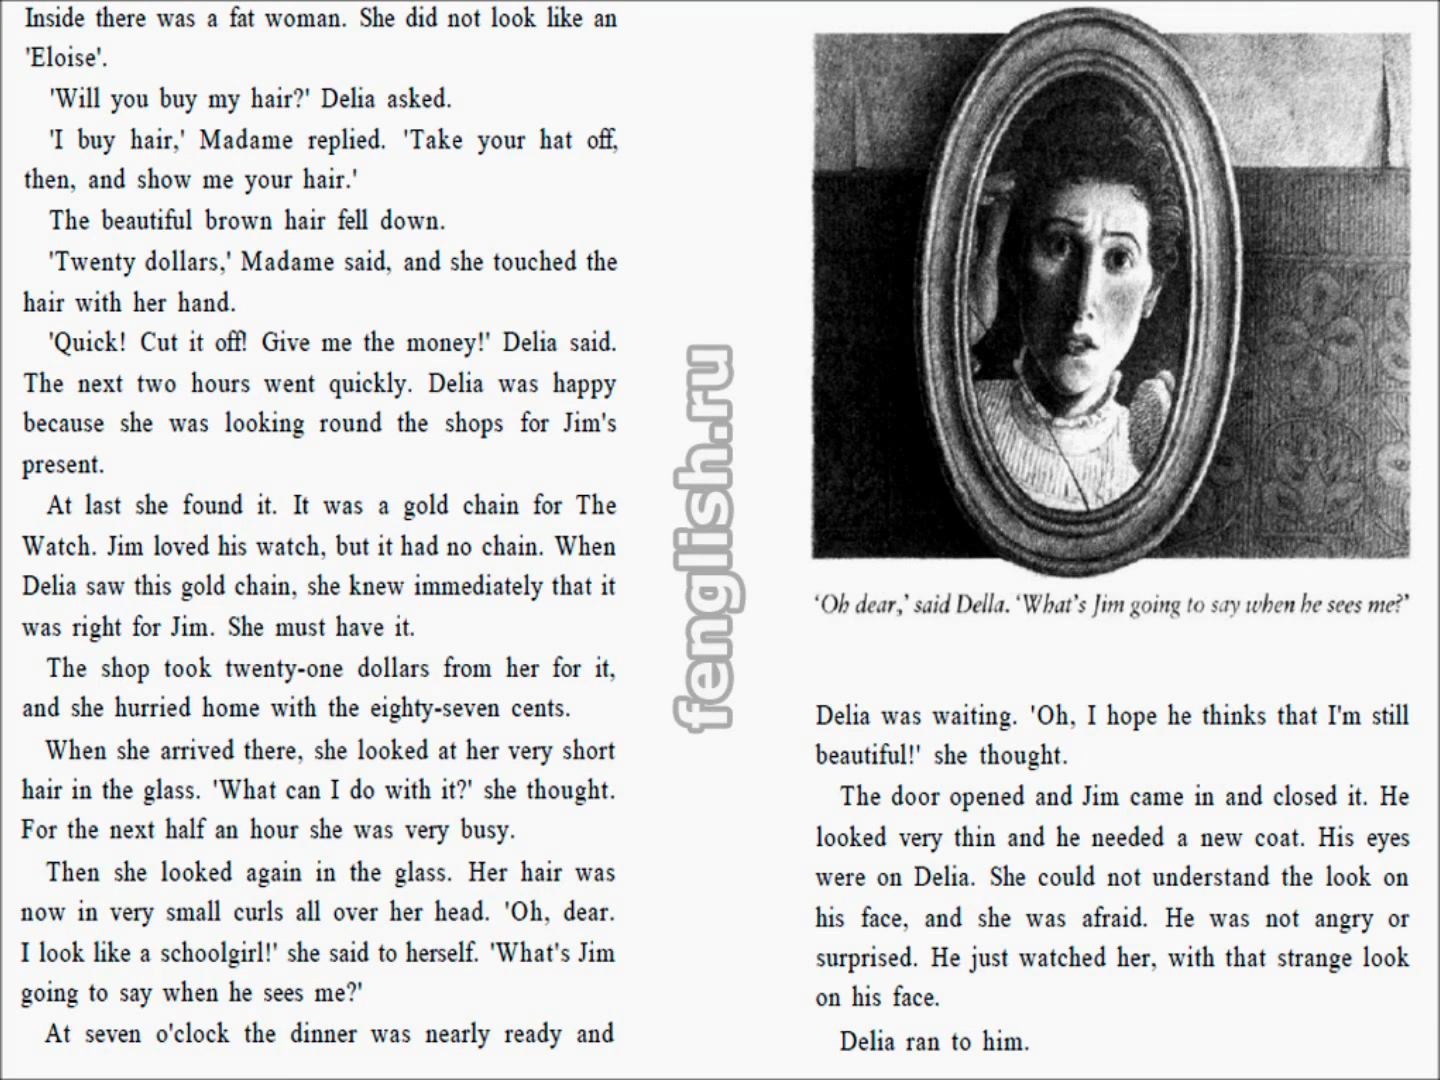 Inside there was a fat woman. She did not look like an
'Eloise'.
'Will you buy my hair?' Delia asked.
'I buy hair,' Madame replied. 'Take your hat off,
then, and show me your hair.'
The beautiful brown hair fell down.
'Twenty dollars,' Madame said, and she touched the
hair with her hand.
'Quick! Cut it off! Give me the money!' Delia said.
The next two hours went quickly. Delia was happy
because she was looking round the shops for Jim's
present.
At last she found it. It was a gold chain for The
Watch. Jim loved his watch, but it had no chain. When
Delia saw this gold chain, she knew immediately that it
was right for Jim. She must have it.
The shop took twenty-one dollars from her for it,
and she hurried home with the eighty-seven cents.
When she arrived there, she looked at her very short
hair in the glass. 'What can I do with it?' she thought.
For the next half an hour she was very busy.
Then she looked again in the glass. Her hair was
now in very small curls all over her head. 'Oh, dear.
I look like a schoolgirl!' she said to herself. 'What's Jim
going to say when he sees me?'
At seven o'clock the dinner was nearly ready and
fenglish.ru
'Oh dear,' said Della. 'What's Jim going to say when he sees me?'
Delia was waiting. 'Oh, I hope he thinks that I'm still
beautiful!' she thought.
The door opened and Jim came in and closed it. He
looked very thin and he needed a new coat. His eyes
were on Delia. She could not understand the look on
his face, and she was afraid. He was not angry or
surprised. He just watched her, with that strange look
on his face.
Delia ran to him.